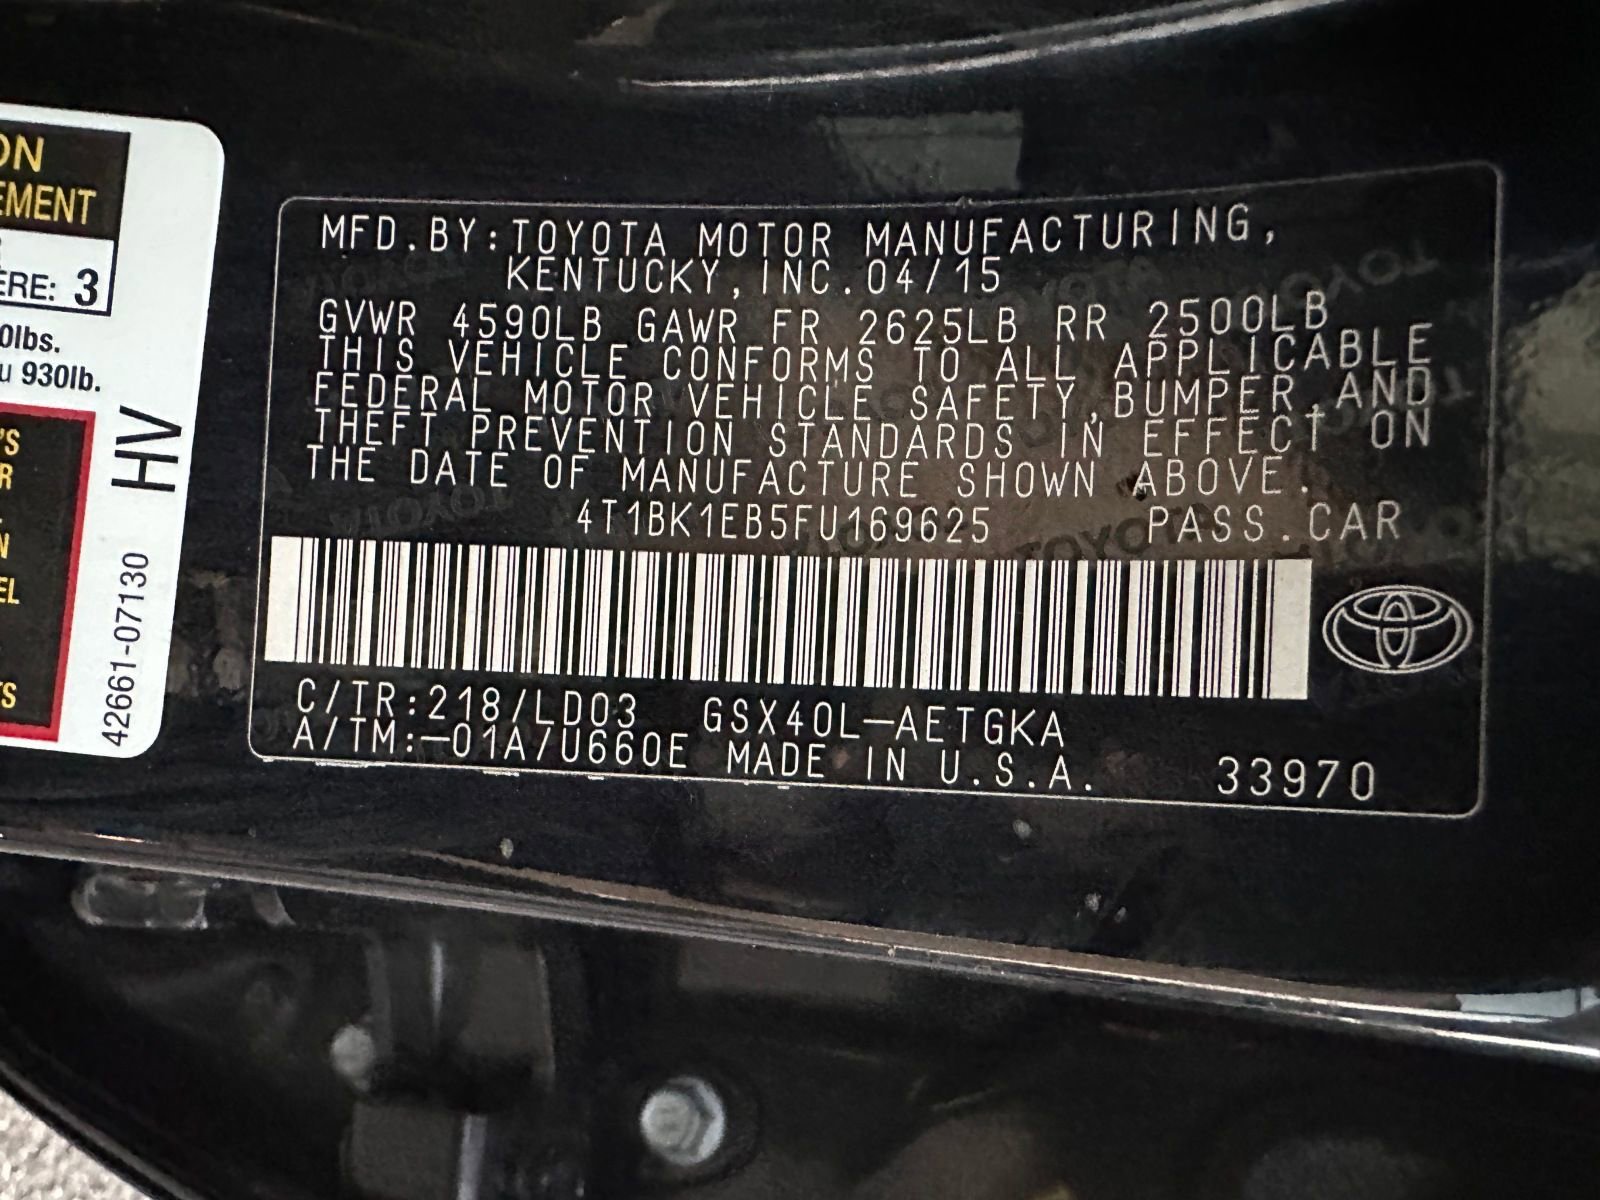 ON
EMENT
ERE: 3
0lbs.
u 930lb.
'S
R
N
EL
TS
HV
42661-07130
MFD.BY:TOYOTA MOTOR MANUFACTURING,
KENTUCKY,INC.04/15
GVWR 4590LB GAWR FR 2625LB RR 2500LB
THIS VEHICLE CONFORMS TO ALL APPLICABLE
FEDERAL MOTOR VEHICLE SAFETY,BUMPER,AND
THEFT PREVENTION STANDARDS IN EFFECT ON
THE DATE OF MANUFACTURE SHOWN ABOVE.
4T1BK1EB5FU169625 PASS.CAR
C/TR:218/LD03 GSX40L-AETGKA
A/TM:-01A/U660E MADE IN U.S.A. 33970